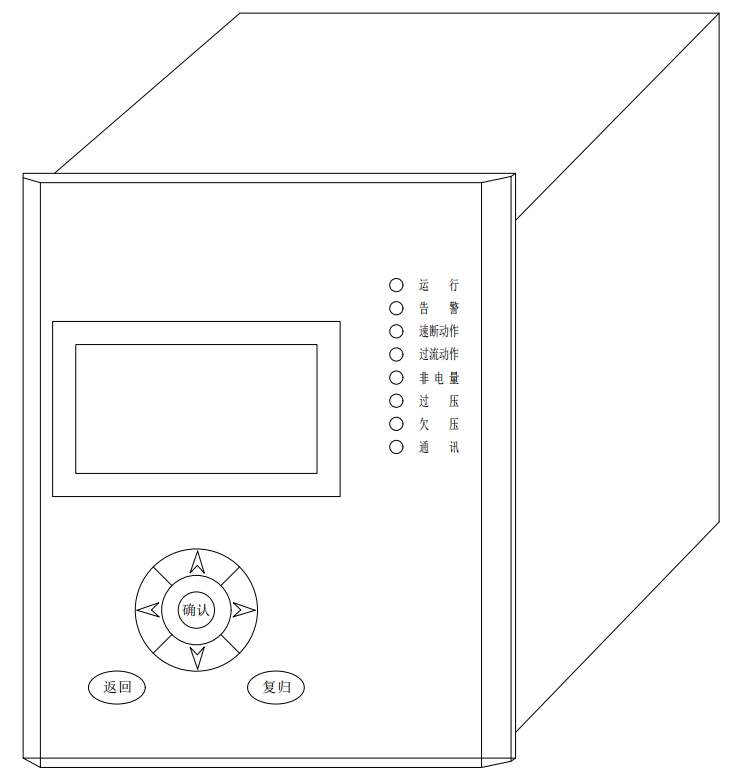 运行
告警
速断动作
过流动作
非电量
过压
欠压
通讯
确认
返回
复归